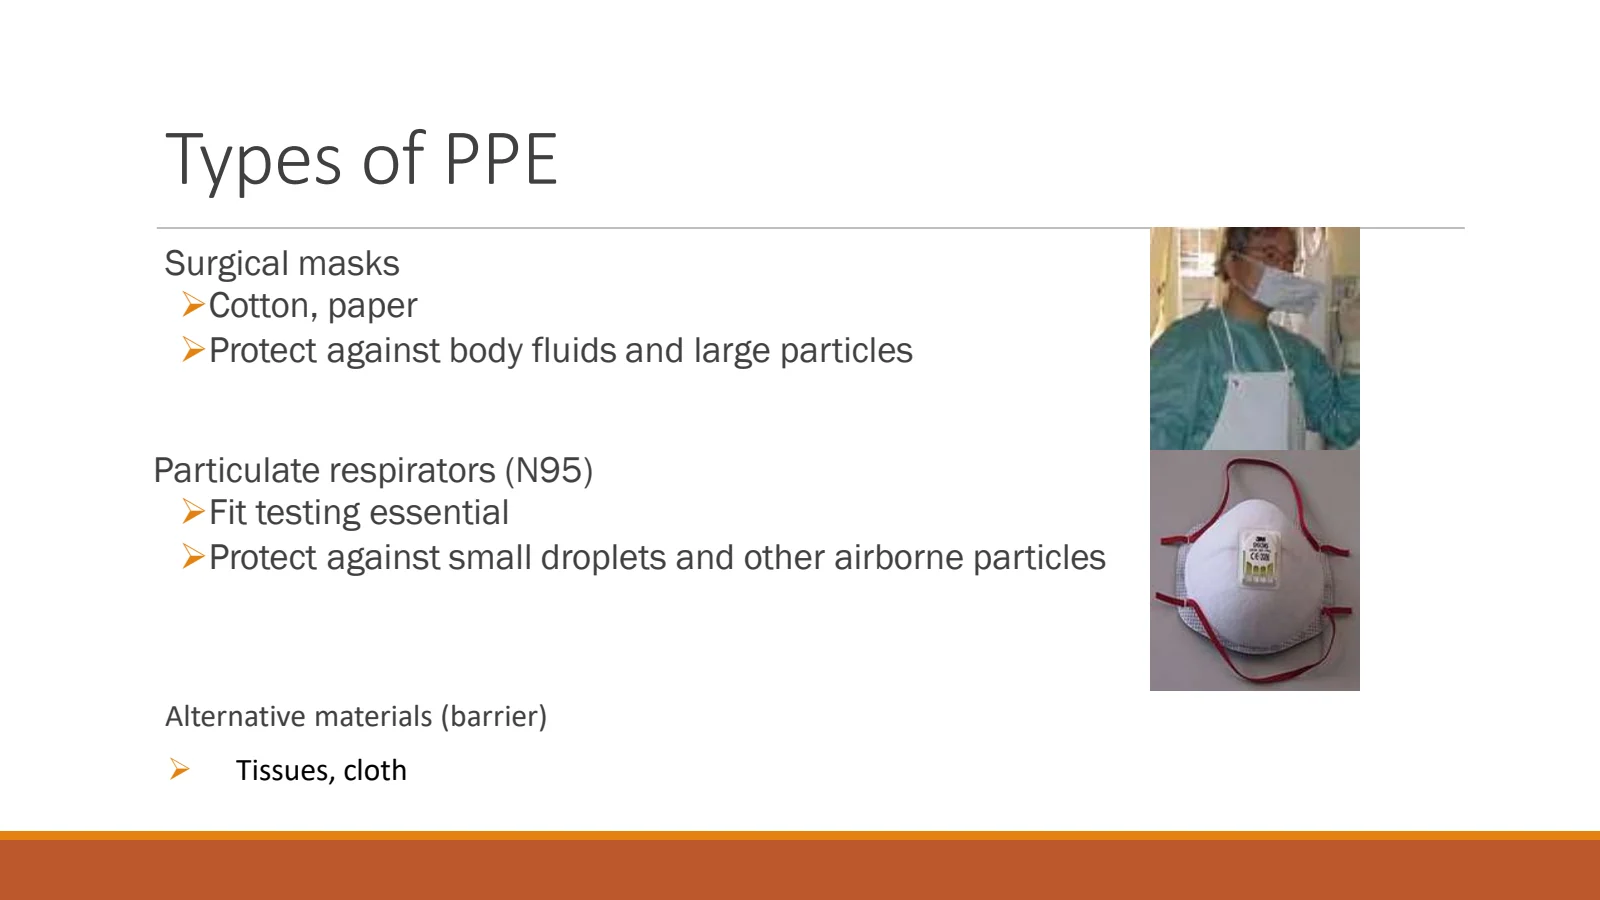 Types of PPE
Surgical masks
➢Cotton, paper
➢Protect against body fluids and large particles
Particulate respirators (N95)
➢Fit testing essential
➢Protect against small droplets and other airborne particles
Alternative materials (barrier)
➢ Tissues, cloth
3M